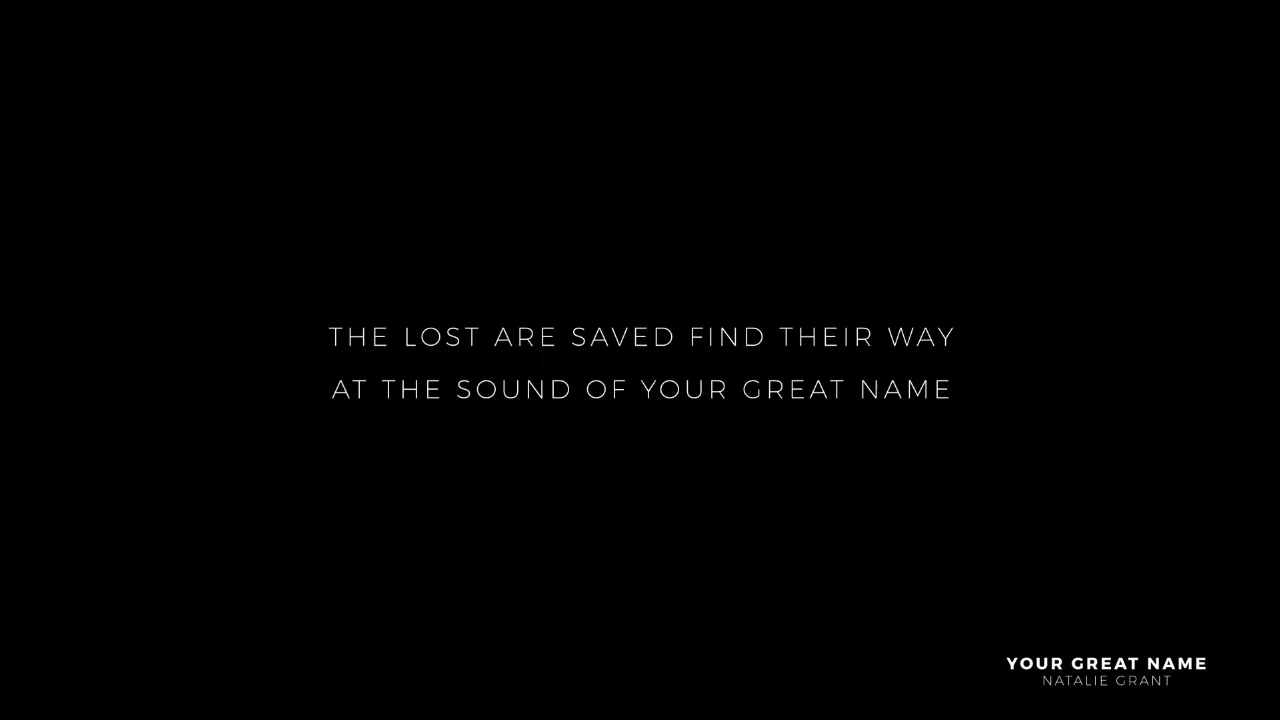 THE LOST ARE SAVED FIND THEIR WAY
AT THE SOUND OF YOUR GREAT NAME
YOUR GREAT NAME
NATALIE GRANT